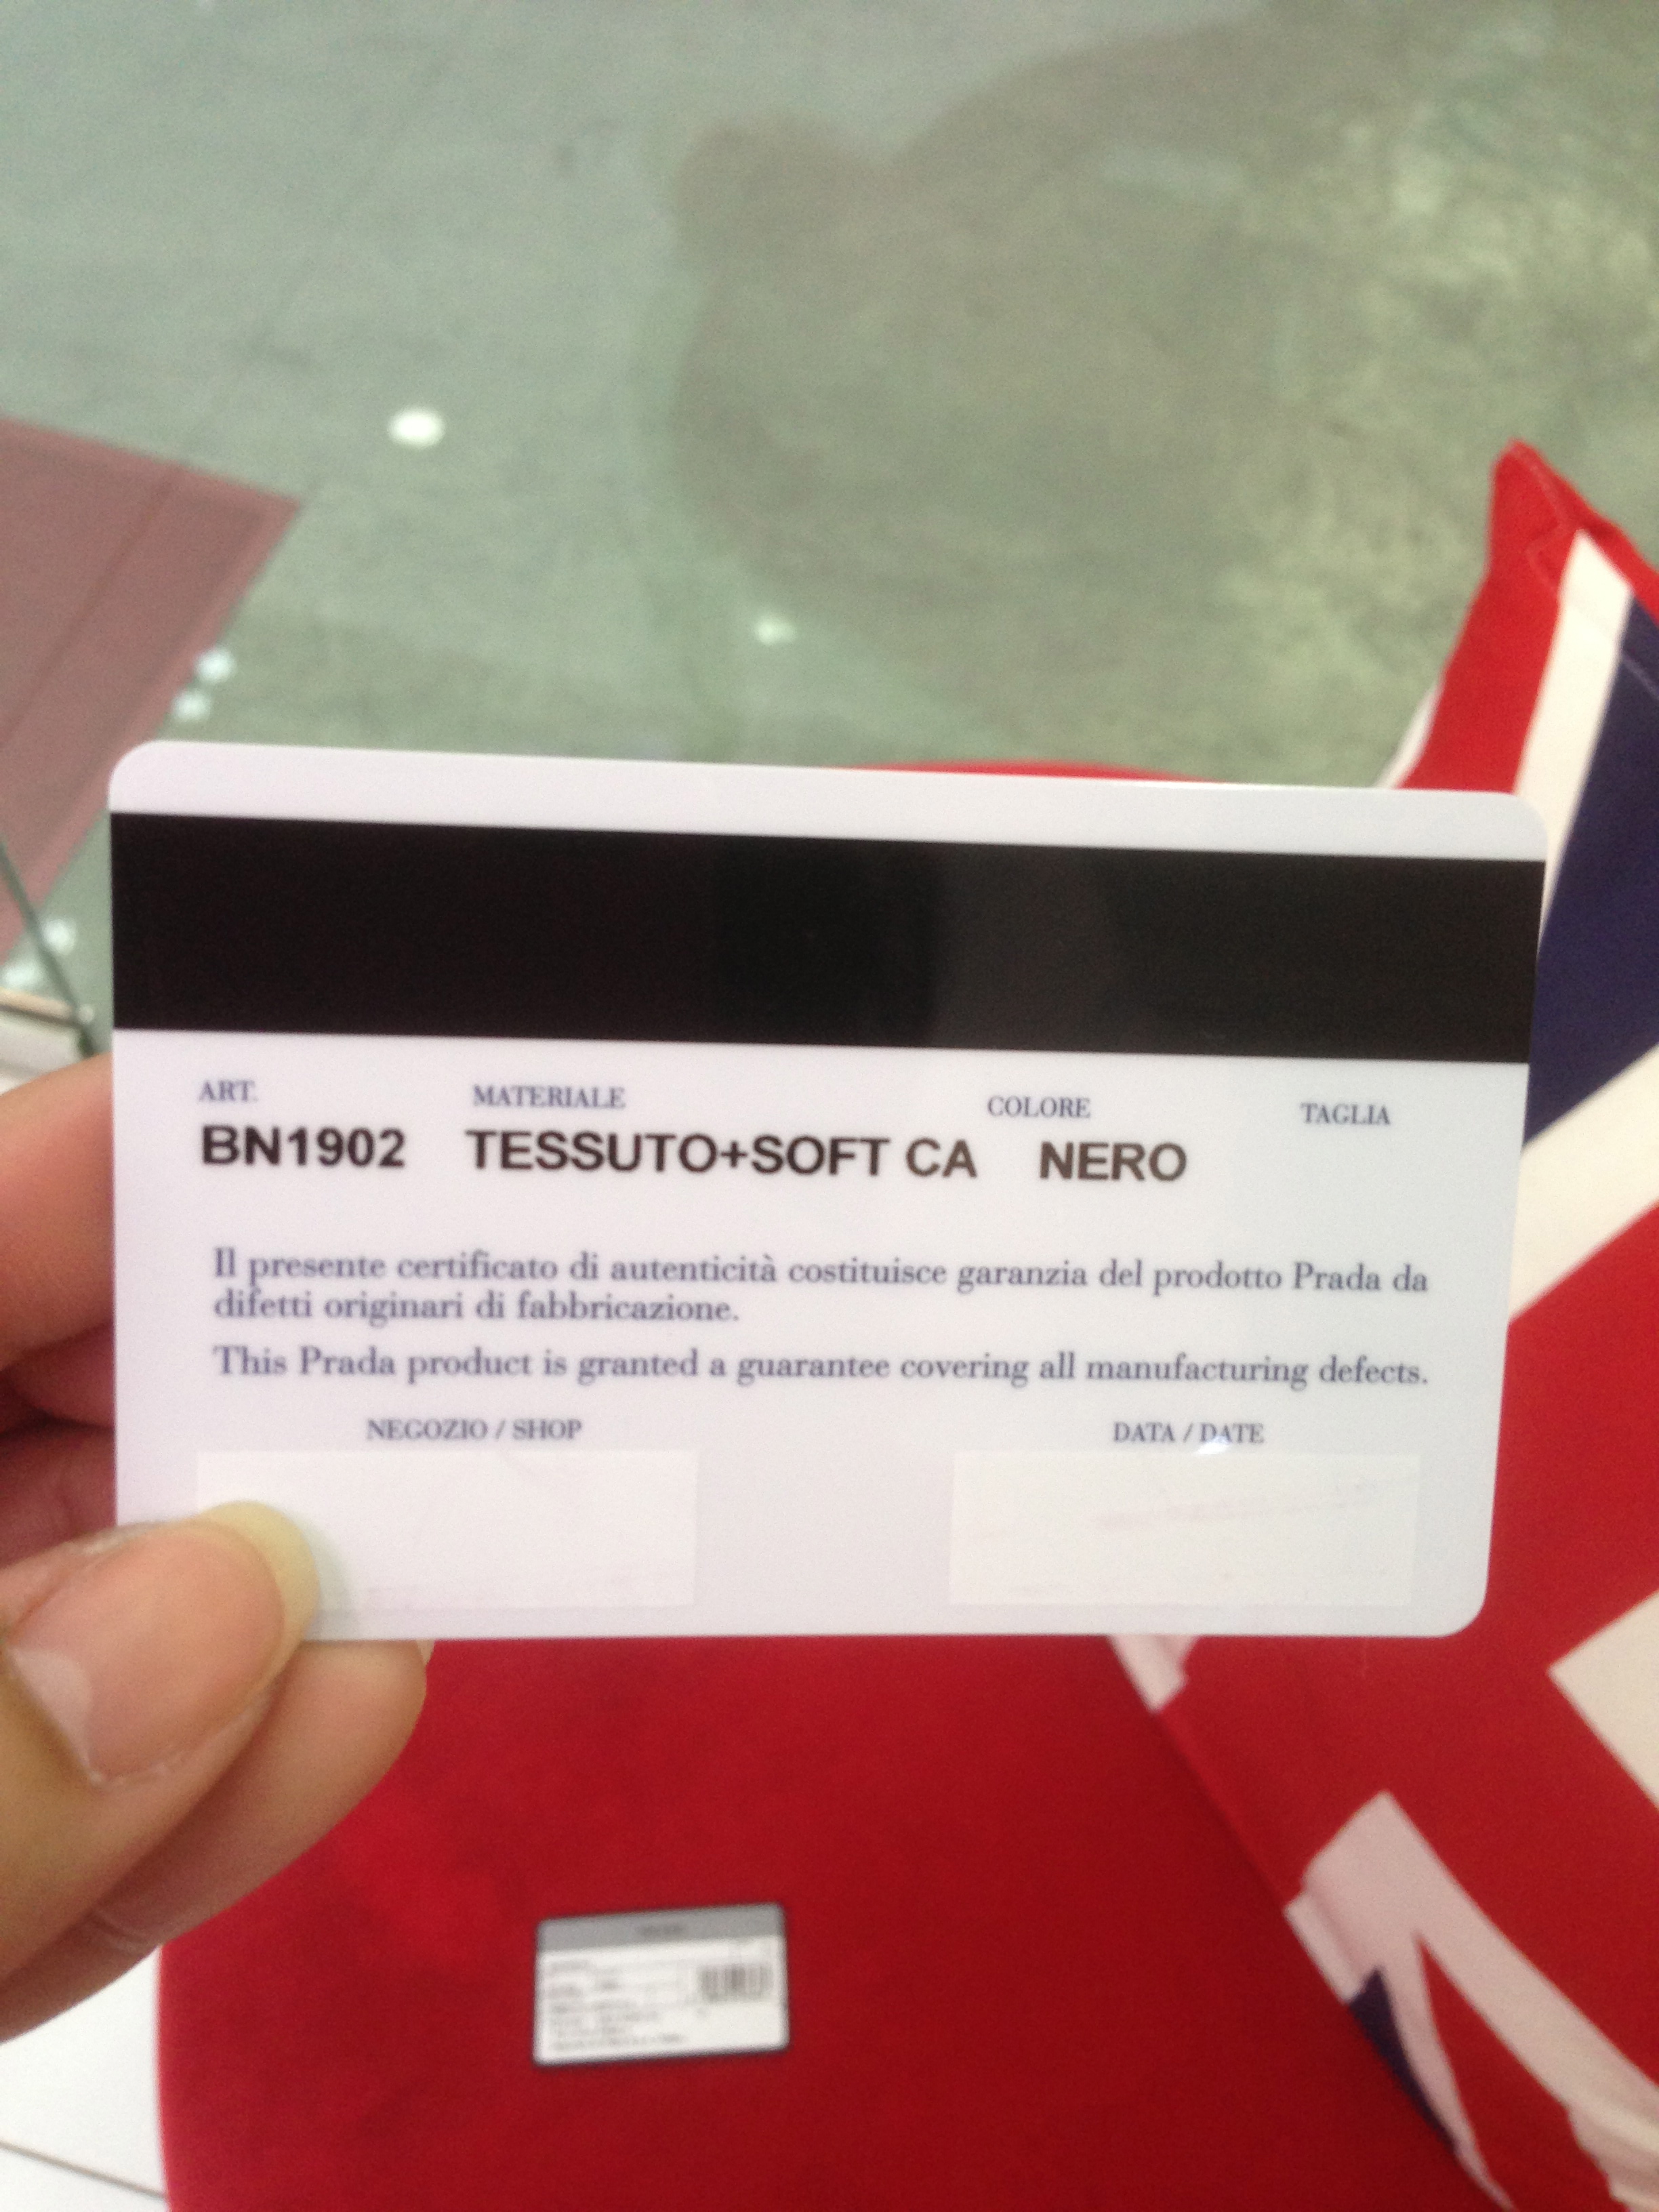 ART. MATERIALE COLORE TAGLIA
BN1902 TESSUTO+SOFT CA NERO
Il presente certificato di autenticità costituisce garanzia del prodotto Prada da
difetti originari di fabbricazione.
This Prada product is granted a guarantee covering all manufacturing defects.
NEGOZIO / SHOP DATA / DATE